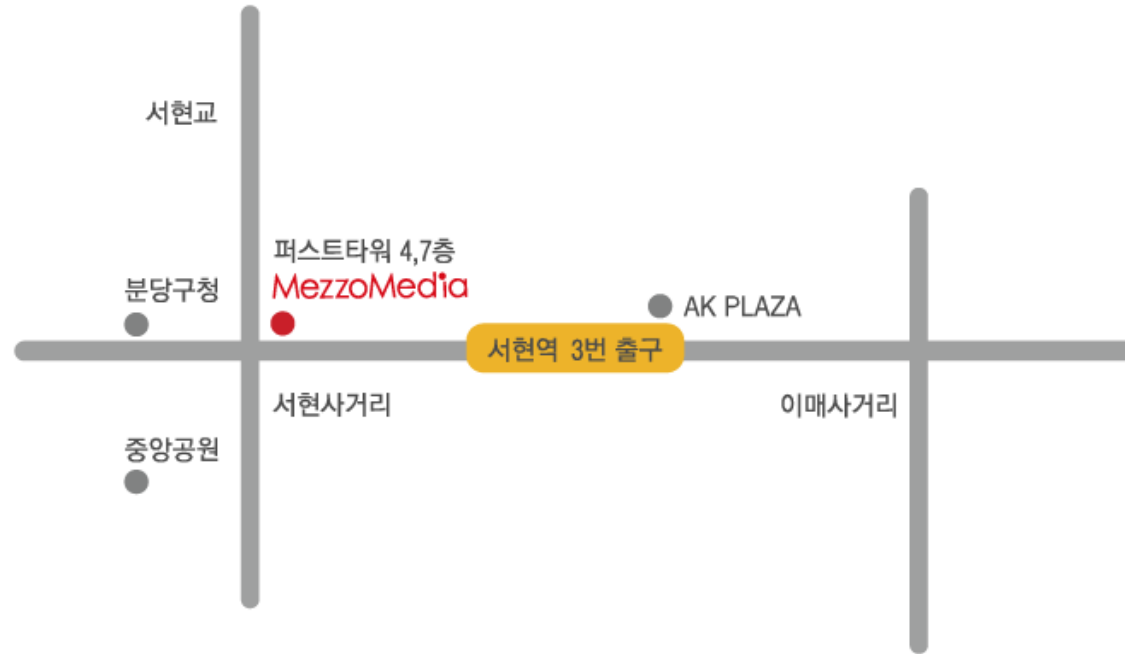 서현교
퍼스트타워 4,7층
MezzoMedia
분당구청
AK PLAZA
서현역 3번 출구
서현사거리
이매사거리
중앙공원